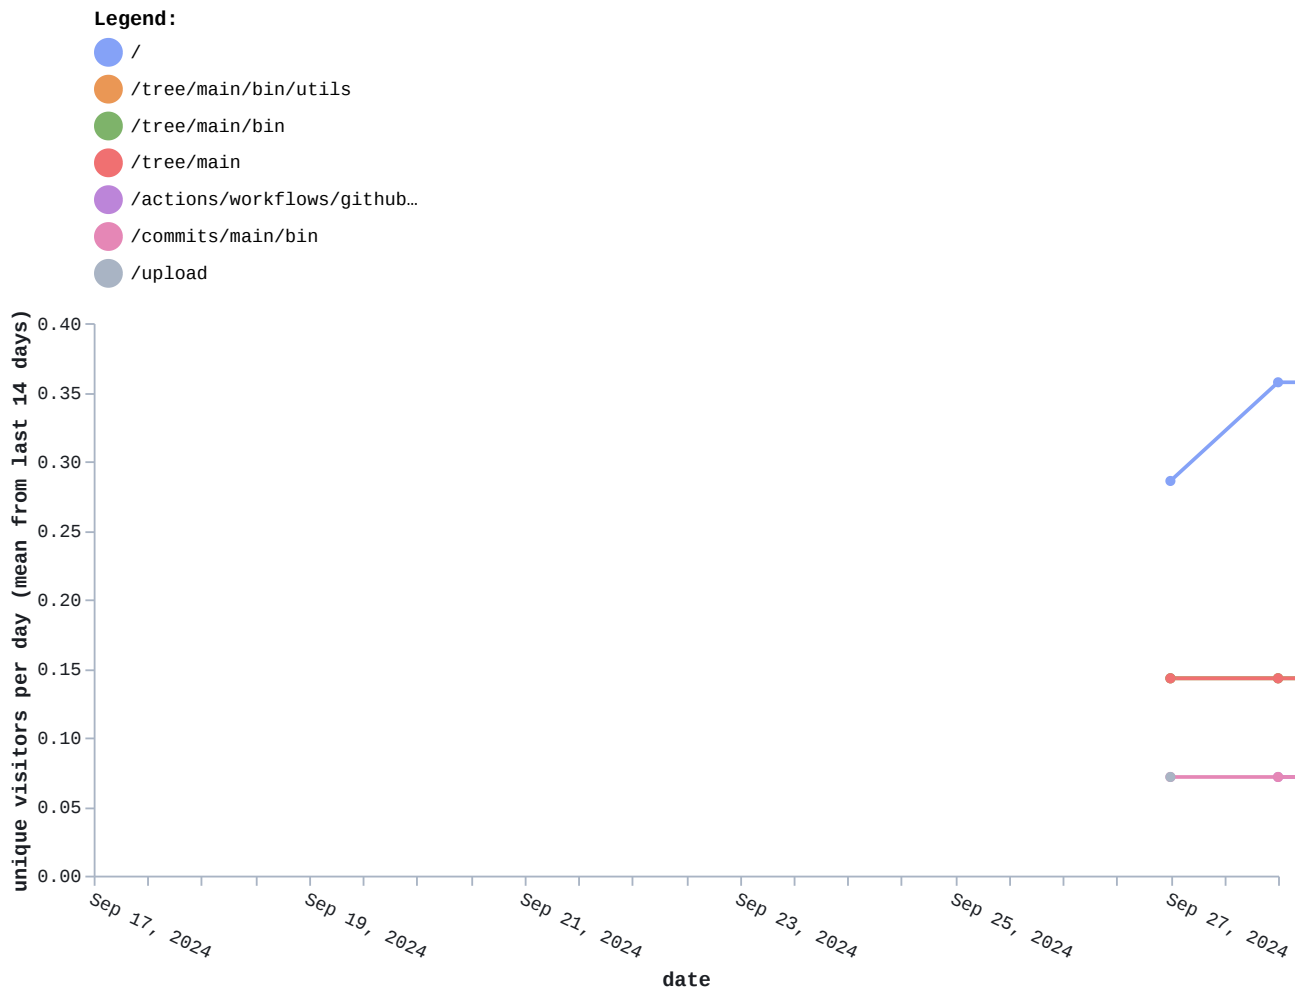 Legend:
/
/tree/main/bin/utils
/tree/main/bin
/tree/main
/actions/workflows/github…
/commits/main/bin
/upload
unique visitors per day (mean from last 14 days)
0.40
0.35
0.30
0.25
0.20
0.15
0.10
0.05
0.00
Sep 17, 2024
Sep 19, 2024
Sep 21, 2024
Sep 23, 2024
Sep 25, 2024
Sep 27, 2024
date